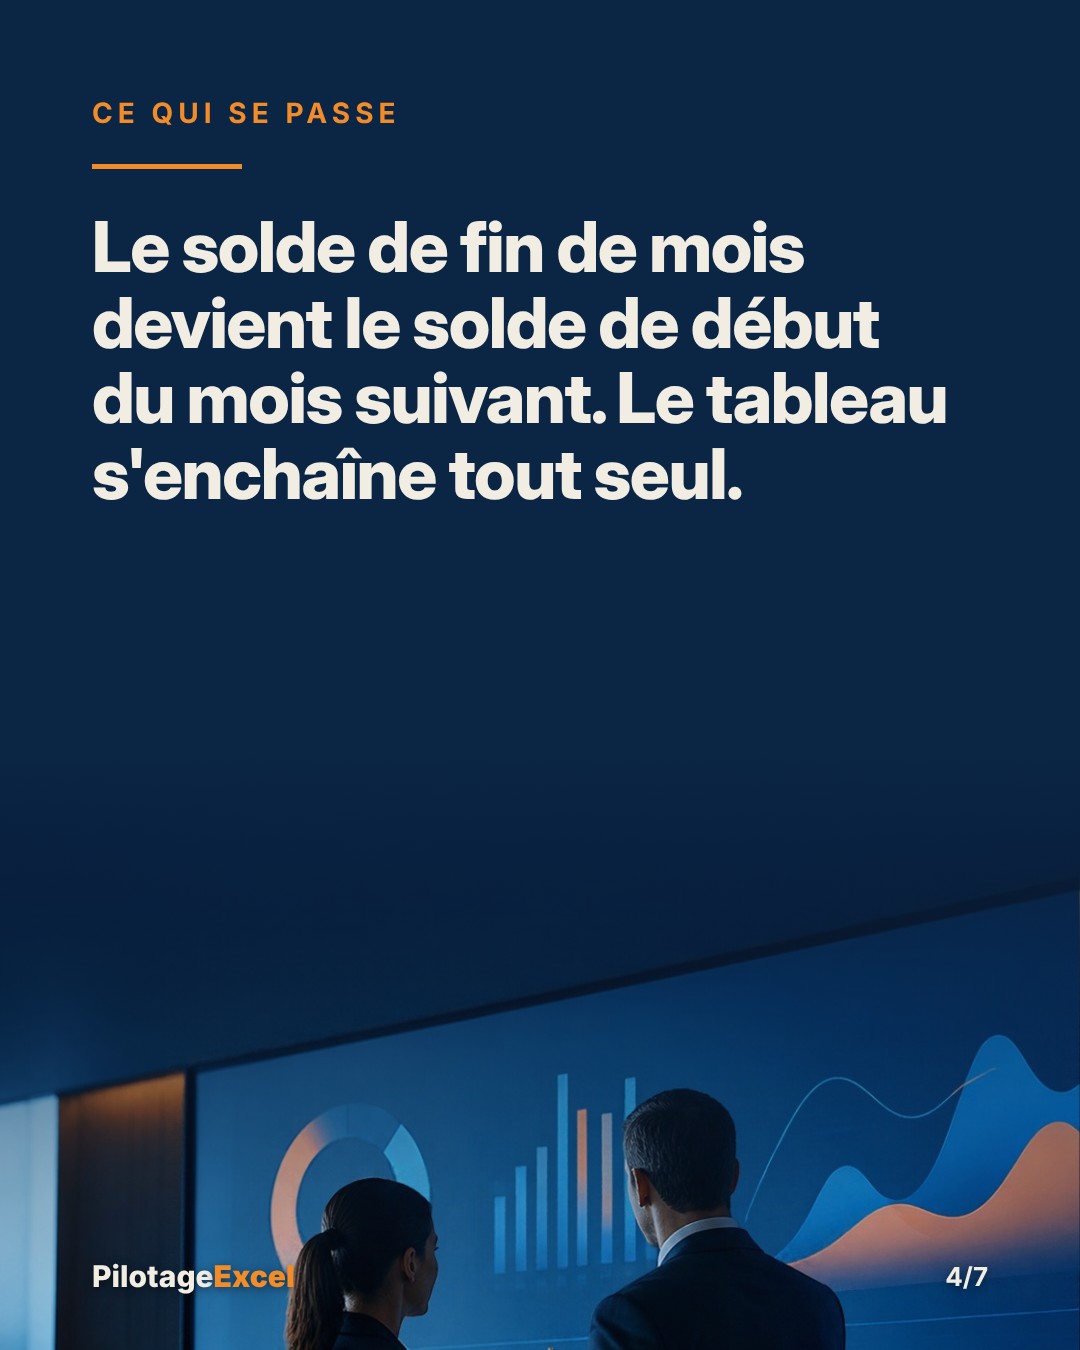 CE QUI SE PASSE
Le solde de fin de mois
devient le solde de début
du mois suivant. Le tableau
s'enchaîne tout seul.
PilotageExcel
4/7